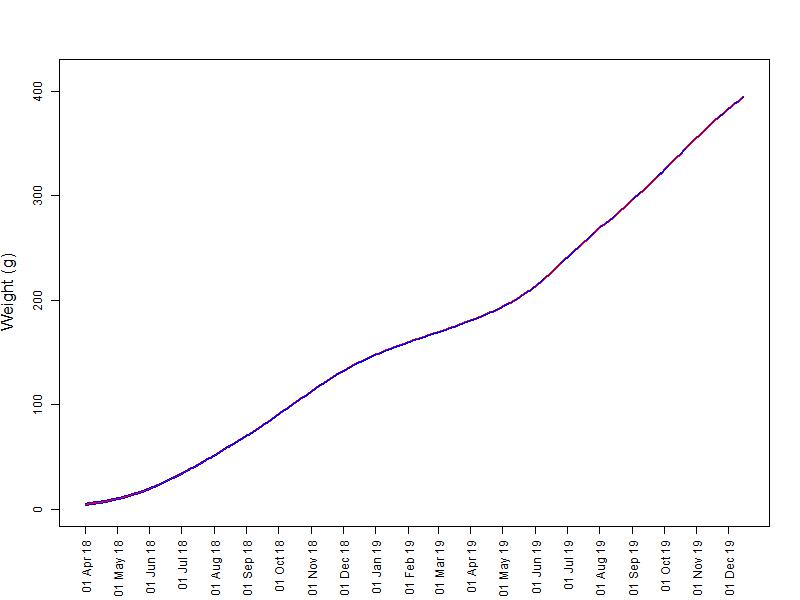 400
300
200
100
0
Weight (g)
01 Apr 18
01 May 18
01 Jun 18
01 Jul 18
01 Aug 18
01 Sep 18
01 Oct 18
01 Nov 18
01 Dec 18
01 Jan 19
01 Feb 19
01 Mar 19
01 Apr 19
01 May 19
01 Jun 19
01 Jul 19
01 Aug 19
01 Sep 19
01 Oct 19
01 Nov 19
01 Dec 19